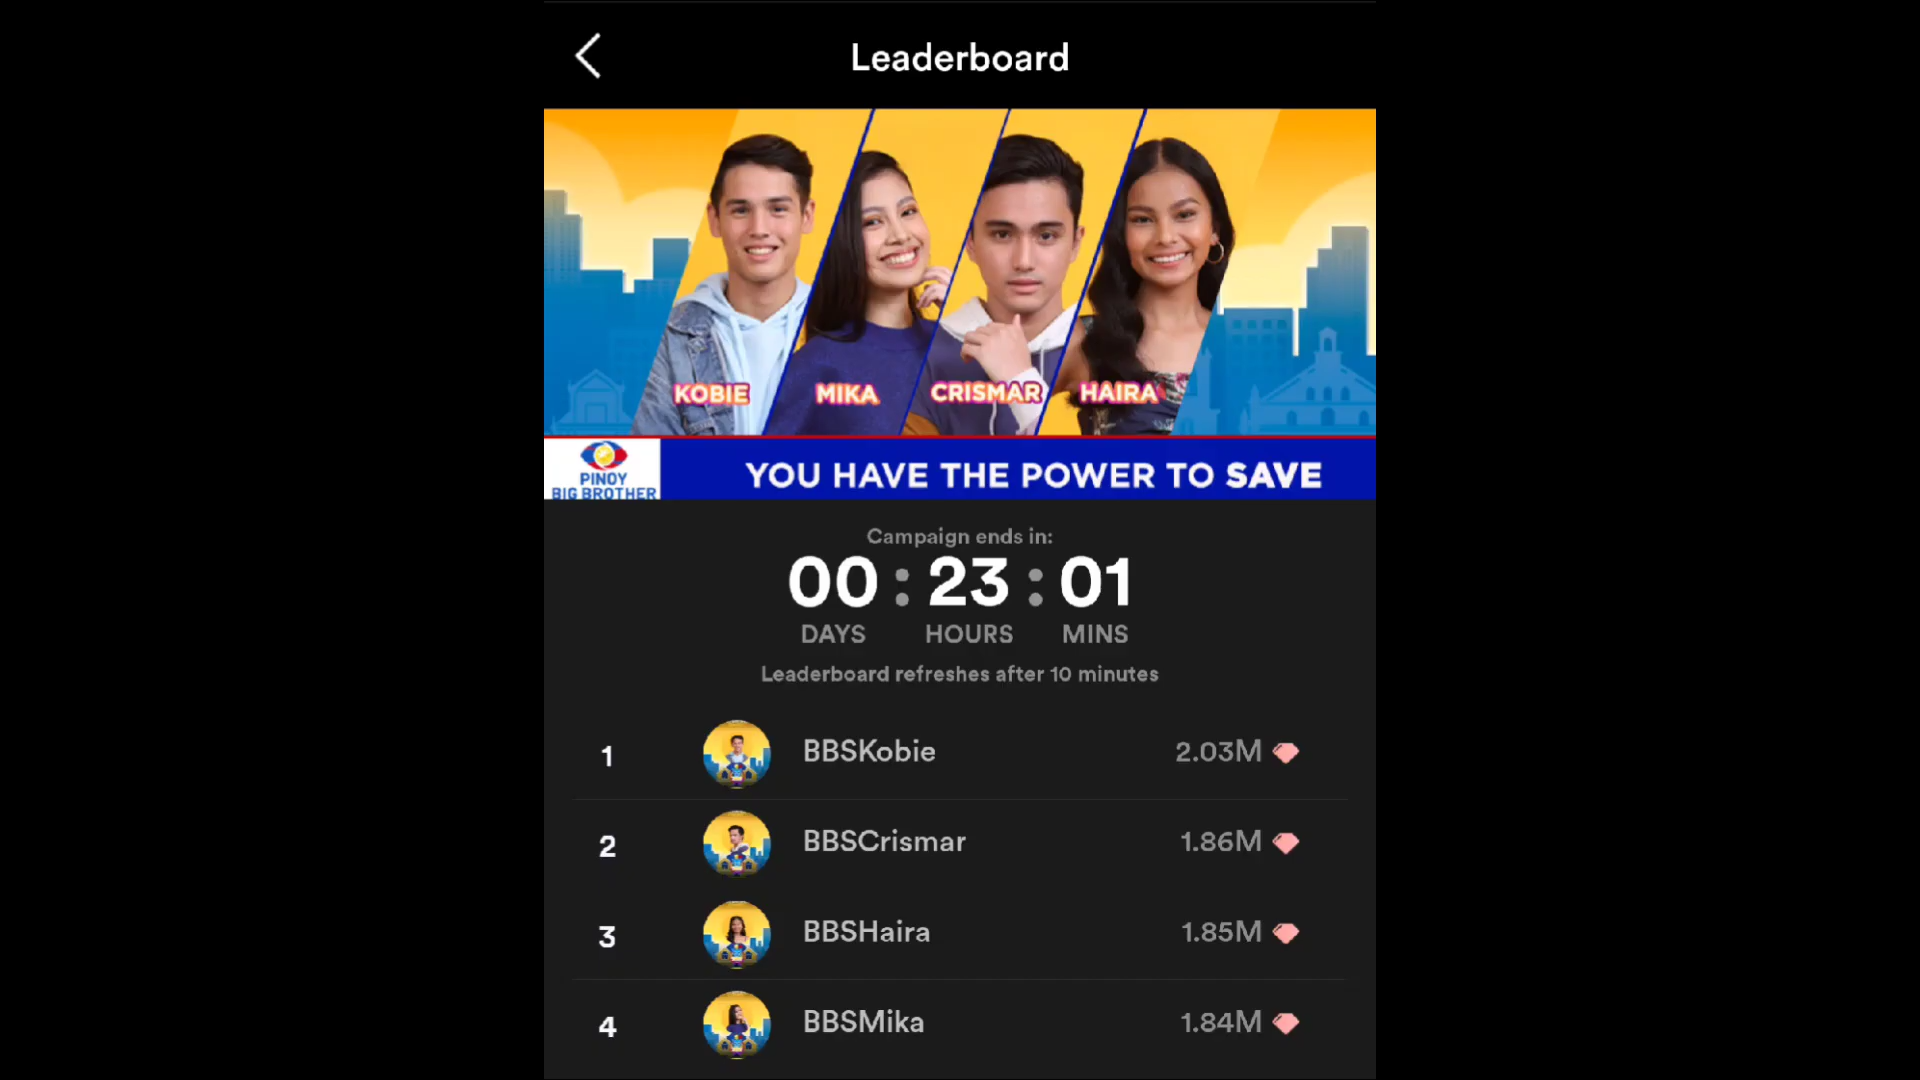 Leaderboard
KOBIE
MIKA
CRISMAR
HAIRA
PINOY
BIG BROTHER
YOU HAVE THE POWER TO SAVE
Campaign ends in:
00 : 23 : 01
DAYS HOURS MINS
Leaderboard refreshes after 10 minutes
1 BBSKobie 2.03M
2 BBSCrismar 1.86M
3 BBSHaira 1.85M
4 BBSMika 1.84M